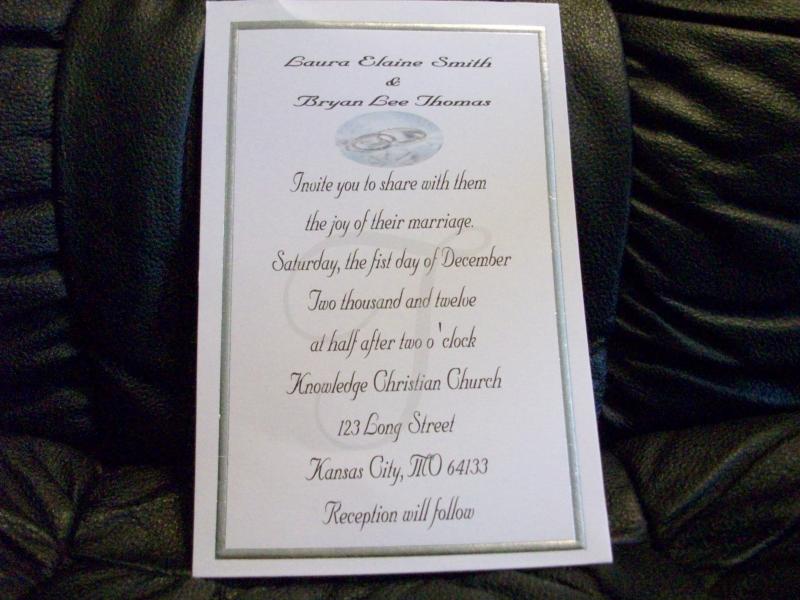 Laura Elaine Smith
&
Bryan Lee Thomas
Invite you to share with them
the joy of their marriage.
Saturday, the fist day of December
Two thousand and twelve
at half after two o'clock
Knowledge Christian Church
123 Long Street
Kansas City, MO 64133
Reception will follow